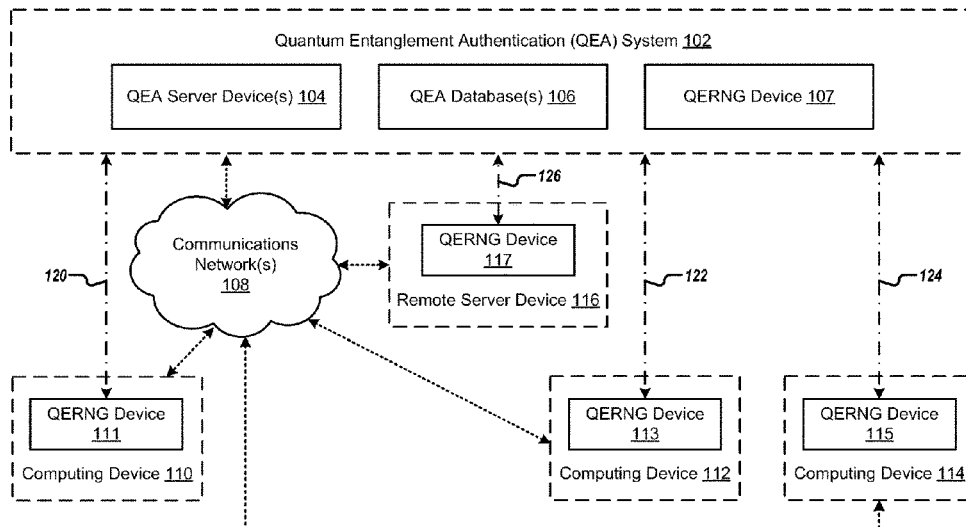 Quantum Entanglement Authentication (QEA) System 102
QEA Server Device(s) 104
QEA Database(s) 106
QERNG Device 107
126
Communications
Network(s)
108
QERNG Device
117
Remote Server Device 116
120
122
124
QERNG Device
111
Computing Device 110
QERNG Device
113
Computing Device 112
QERNG Device
115
Computing Device 114